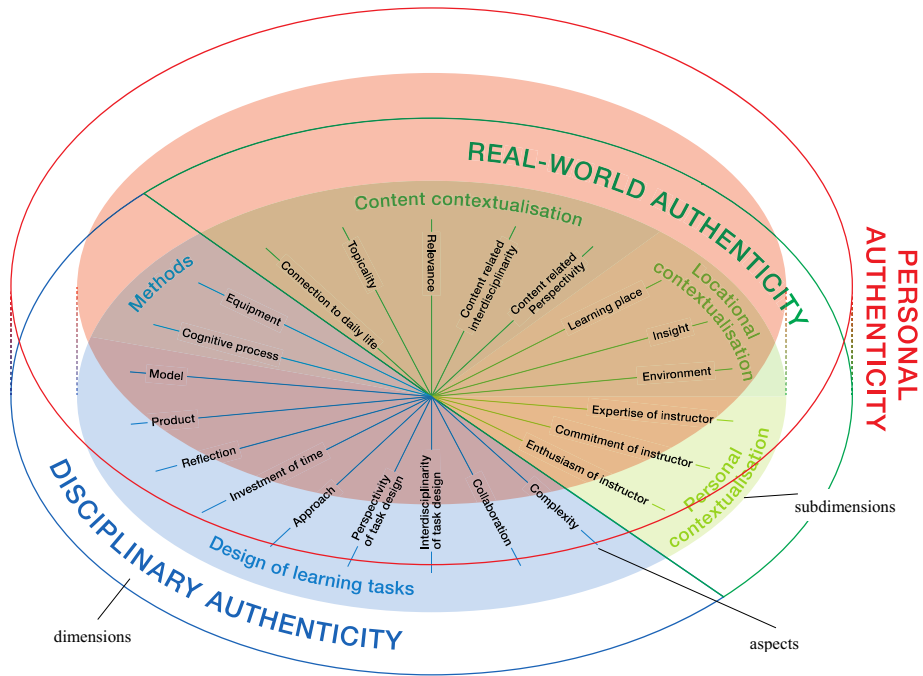 REAL-WORLD AUTHENTICITY
PERSONAL
AUTHENTICITY
Content contextualisation
Methods
Locational
contextualisation
Connection to daily life
Topicality
Relevance
Content related
interdisciplinarity
Content related
Perspectivity
Learning place
Insight
Environment
Equipment
Cognitive process
Model
Product
Reflection
Investment of time
Approach
Perspectivity
of task design
Interdisciplinarity
of task design
Collaboration
Complexity
Expertise of instructor
Commitment of instructor
Enthusiasm of instructor
Personal
contextualisation
Design of learning tasks
DISCIPLINARY AUTHENTICITY
subdimensions
dimensions
aspects